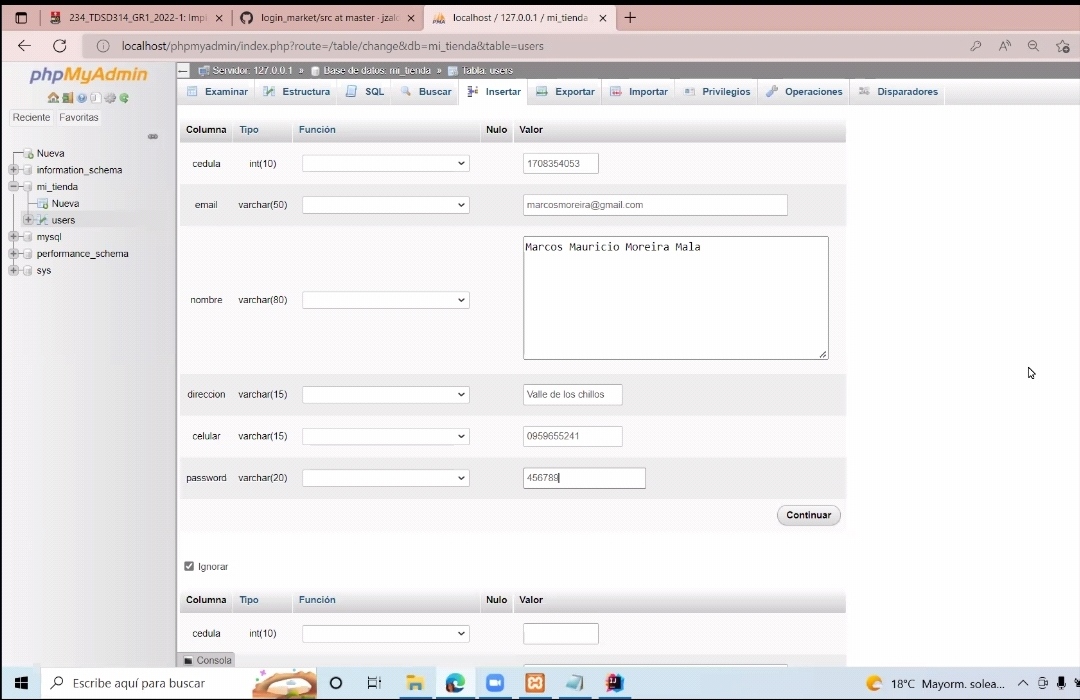 234_TDSD314_GR1_2022-1: Impl
login_market/src at master · jzal
localhost / 127.0.0.1 / mi_tienda
localhost/phpmyadmin/index.php?route=/table/change&db=mi_tienda&table=users
phpMyAdmin
Reciente Favoritas
Nueva
information_schema
mi_tienda
Nueva
users
mysql
performance_schema
sys
Servidor: 127.0.0.1 » Base de datos: mi_tienda » Tabla: users
Examinar Estructura SQL Buscar Insertar Exportar Importar Privilegios Operaciones Disparadores
Columna Tipo Función Nulo Valor
cedula int(10) 1708354053
email varchar(50) marcosmoreira@gmail.com
nombre varchar(80) Marcos Mauricio Moreira Mala
direccion varchar(15) Valle de los chillos
celular varchar(15) 0959655241
password varchar(20) 456789
Continuar
Ignorar
Columna Tipo Función Nulo Valor
cedula int(10)
Consola
Escribe aquí para buscar
18°C Mayorm. solea...